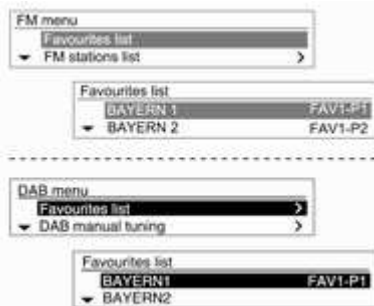 FM menu
Favourites list
FM stations list >
Favourites list
BAYERN 1 FAV1-P1
BAYERN 2 FAV1-P2
DAB menu
Favourites list >
DAB manual tuning >
Favourites list
BAYERN1 FAV1-P1
BAYERN2